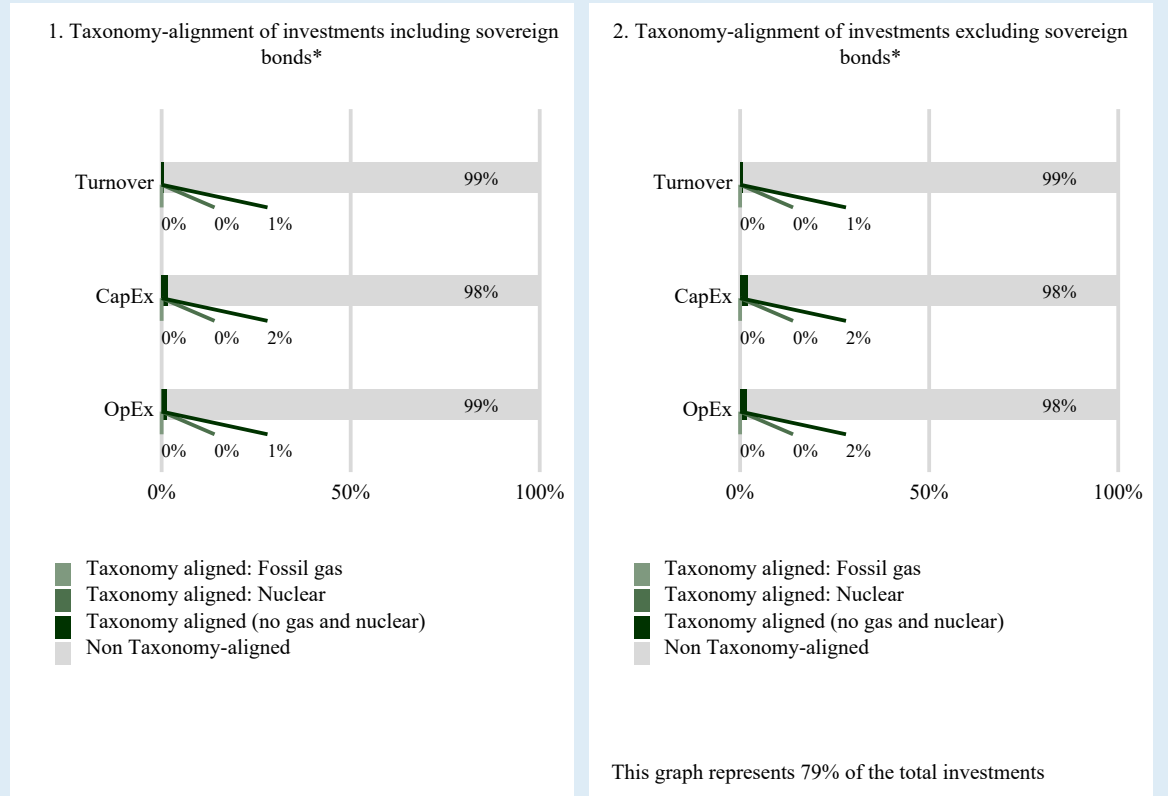 1. Taxonomy-alignment of investments including sovereign
bonds*
Turnover
99%
0% 0% 1%
CapEx
98%
0% 0% 2%
OpEx
99%
0% 0% 1%
0% 50% 100%
Taxonomy aligned: Fossil gas
Taxonomy aligned: Nuclear
Taxonomy aligned (no gas and nuclear)
Non Taxonomy-aligned
2. Taxonomy-alignment of investments excluding sovereign
bonds*
Turnover
99%
0% 0% 1%
CapEx
98%
0% 0% 2%
OpEx
98%
0% 0% 2%
0% 50% 100%
Taxonomy aligned: Fossil gas
Taxonomy aligned: Nuclear
Taxonomy aligned (no gas and nuclear)
Non Taxonomy-aligned
This graph represents 79% of the total investments